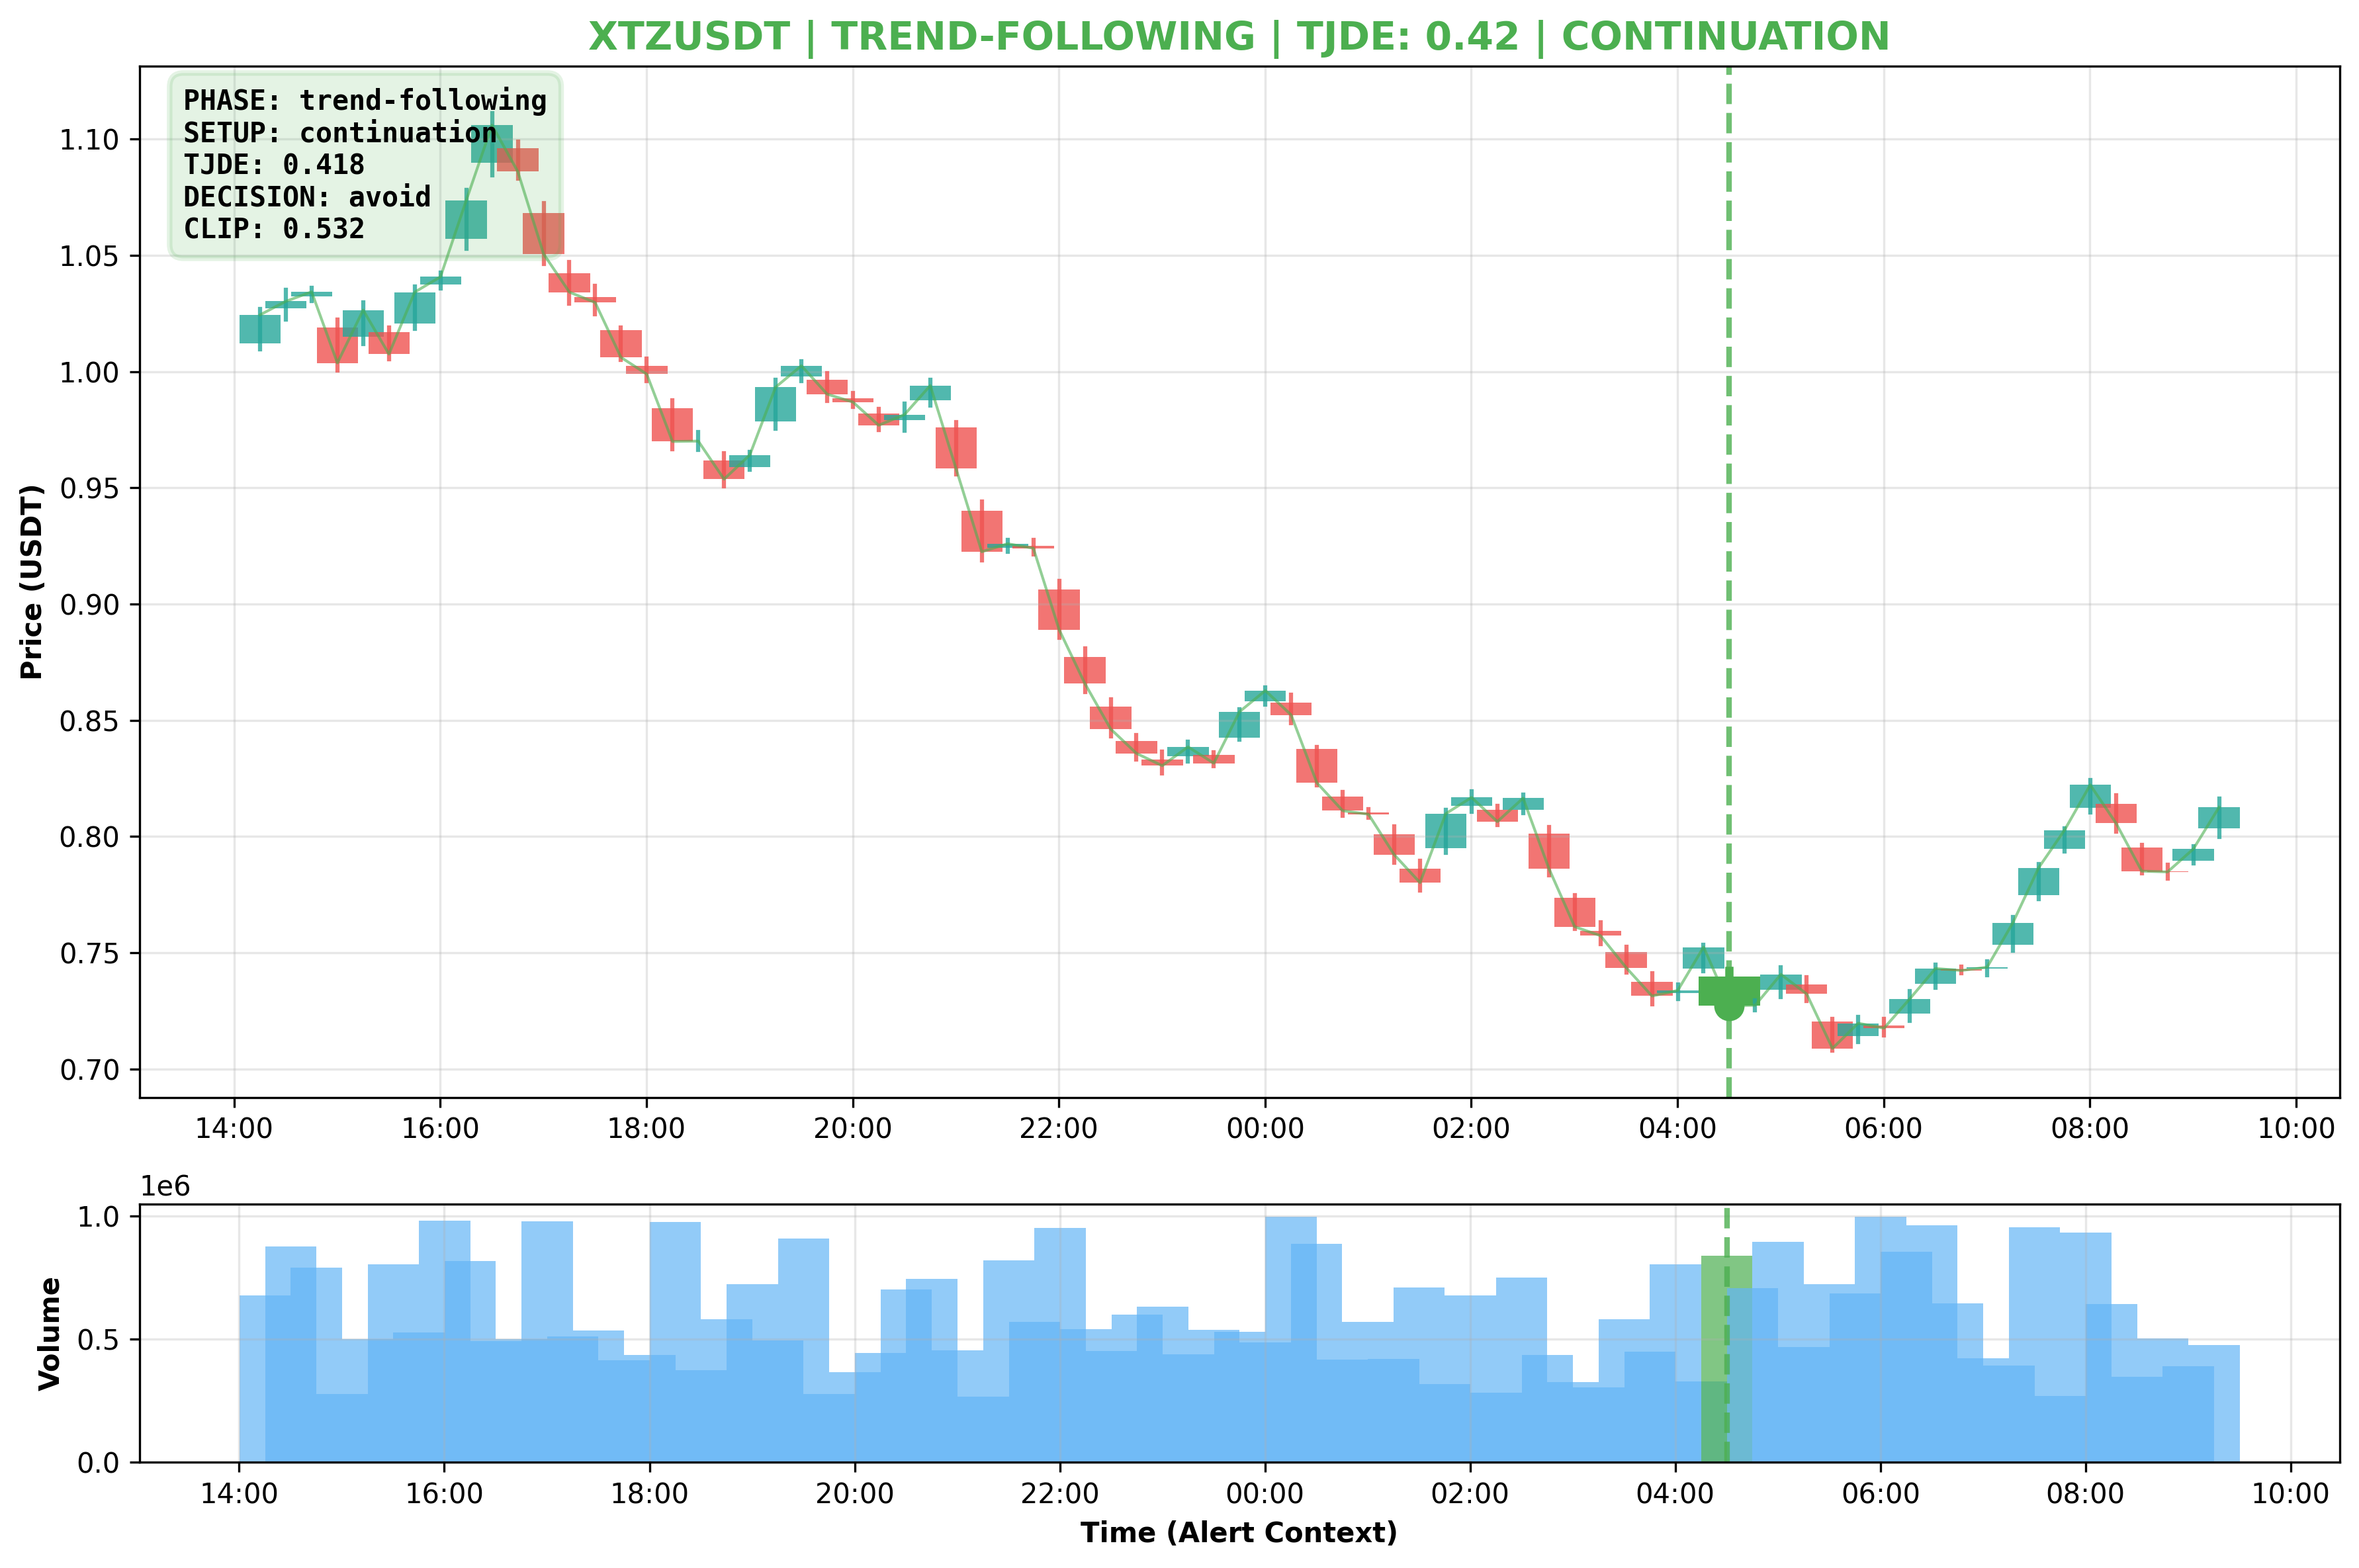 XTZUSDT | TREND-FOLLOWING | TJDE: 0.42 | CONTINUATION
PHASE: trend-following
SETUP: continuation
TJDE: 0.418
DECISION: avoid
CLIP: 0.532
Price (USDT)
1.10
1.05
1.00
0.95
0.90
0.85
0.80
0.75
0.70
14:00 16:00 18:00 20:00 22:00 00:00 02:00 04:00 06:00 08:00 10:00
1e6
Volume
1.0
0.5
0.0
14:00 16:00 18:00 20:00 22:00 00:00 02:00 04:00 06:00 08:00 10:00
Time (Alert Context)